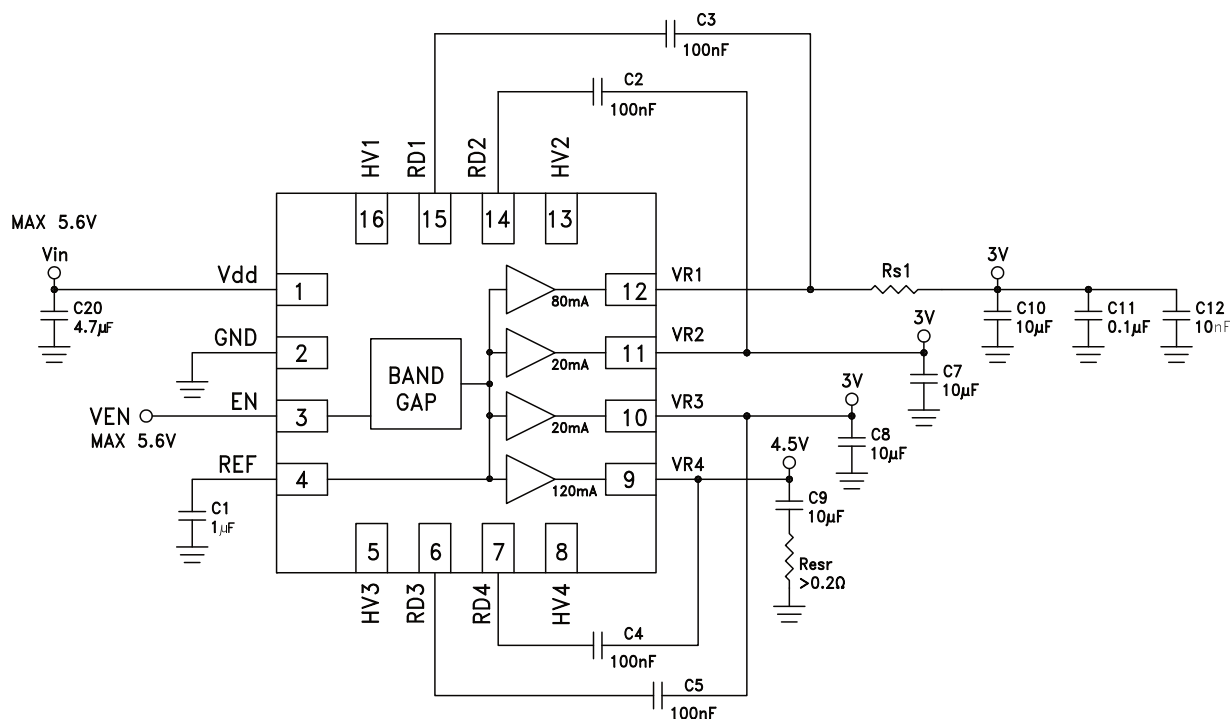 C3
100nF
C2
100nF
HV1
RD1
RD2
HV2
16
15
14
13
MAX 5.6V
Vin
Vdd
1
C20
4.7µF
GND
2
VEN
MAX 5.6V
EN
3
REF
4
C1
1µF
BAND
GAP
80mA
20mA
20mA
120mA
12
11
10
9
VR1
VR2
VR3
VR4
Rs1
3V
C10
10µF
C11
0.1µF
C12
10nF
3V
C7
10µF
3V
C8
10µF
4.5V
C9
10µF
Resr
>0.2Ω
5
6
7
8
HV3
RD3
RD4
HV4
C4
100nF
C5
100nF